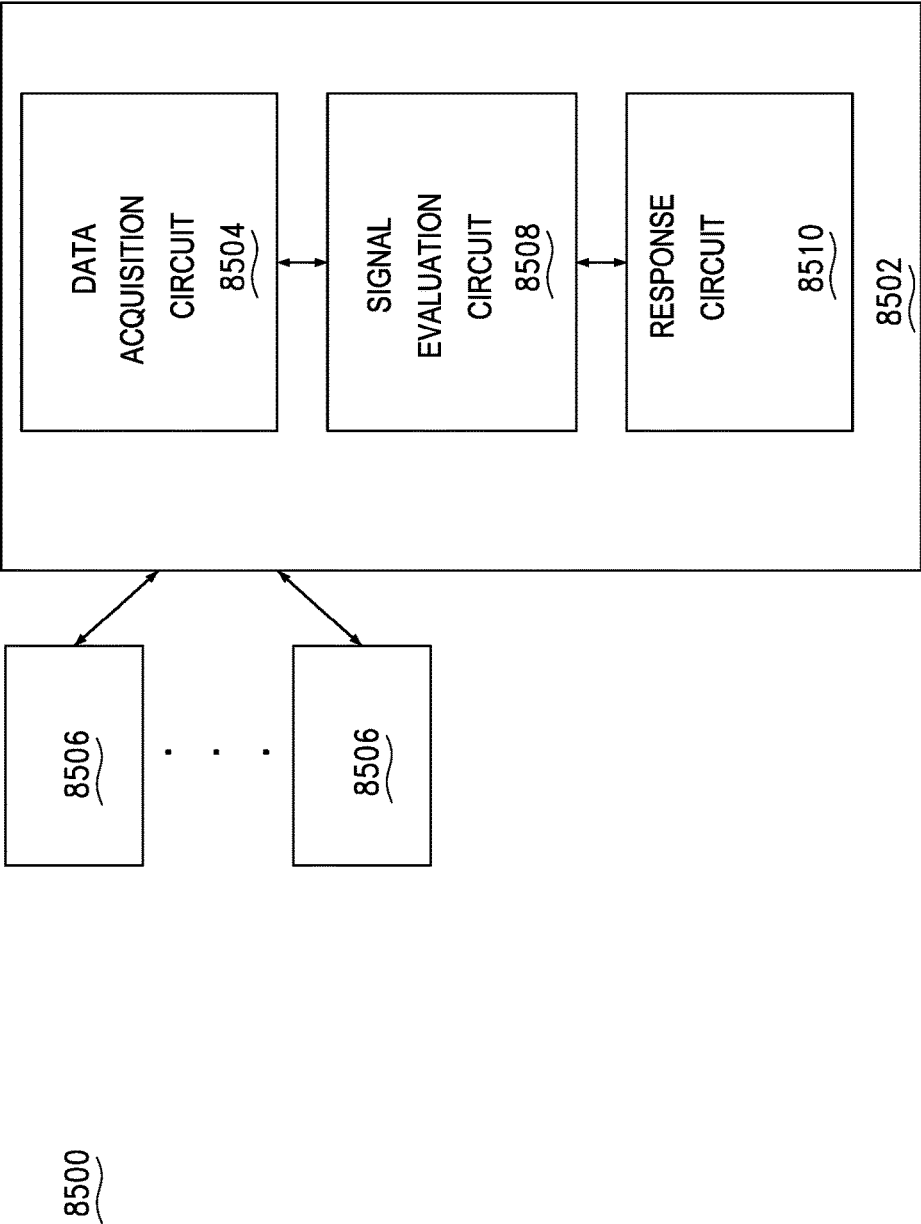 8500
8506
8506
DATA
ACQUISITION
CIRCUIT
8504
SIGNAL
EVALUATION
CIRCUIT
8508
RESPONSE
CIRCUIT
8510
8502